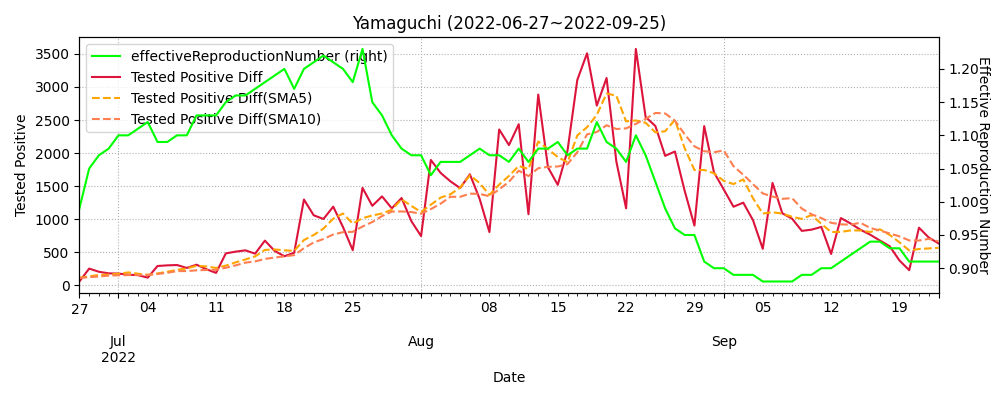 Yamaguchi (2022-06-27~2022-09-25)
effectiveReproductionNumber (right)
Tested Positive Diff
Tested Positive Diff(SMA5)
Tested Positive Diff(SMA10)
Tested Positive
3500
3000
2500
2000
1500
1000
500
0
1.20
1.15
1.10
1.05
1.00
0.95
0.90
Effective Reproduction Number
27 04 11 18 25 08 15 22 29 05 12 19
Jul Aug Sep
2022
Date